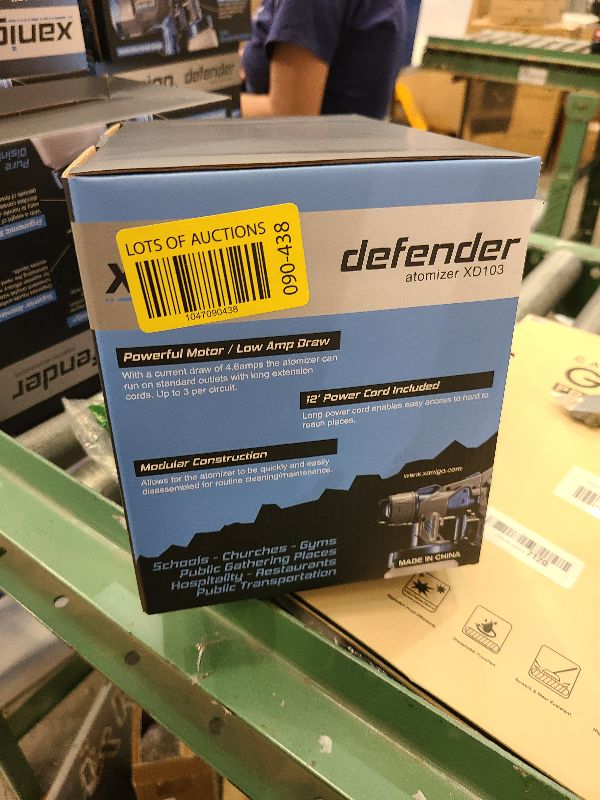 LOTS OF AUCTIONS
1047090438
090-438
defender
atomizer XD103
Powerful Motor / Low Amp Draw
With a current draw of 4.6amps the atomizer can
run on standard outlets with long extension
cords. Up to 3 per circuit.
12' Power Cord Included
Long power cord enables easy access to hard to
reach places.
Modular Construction
Allows for the atomizer to be quickly and easily
disassembled for routine cleaning/maintenance.
www.xanigo.com
Schools - Churches - Gyms
Public Gathering Places
Hospitality - Restaurants
Public Transportation
MADE IN CHINA
defender
7128